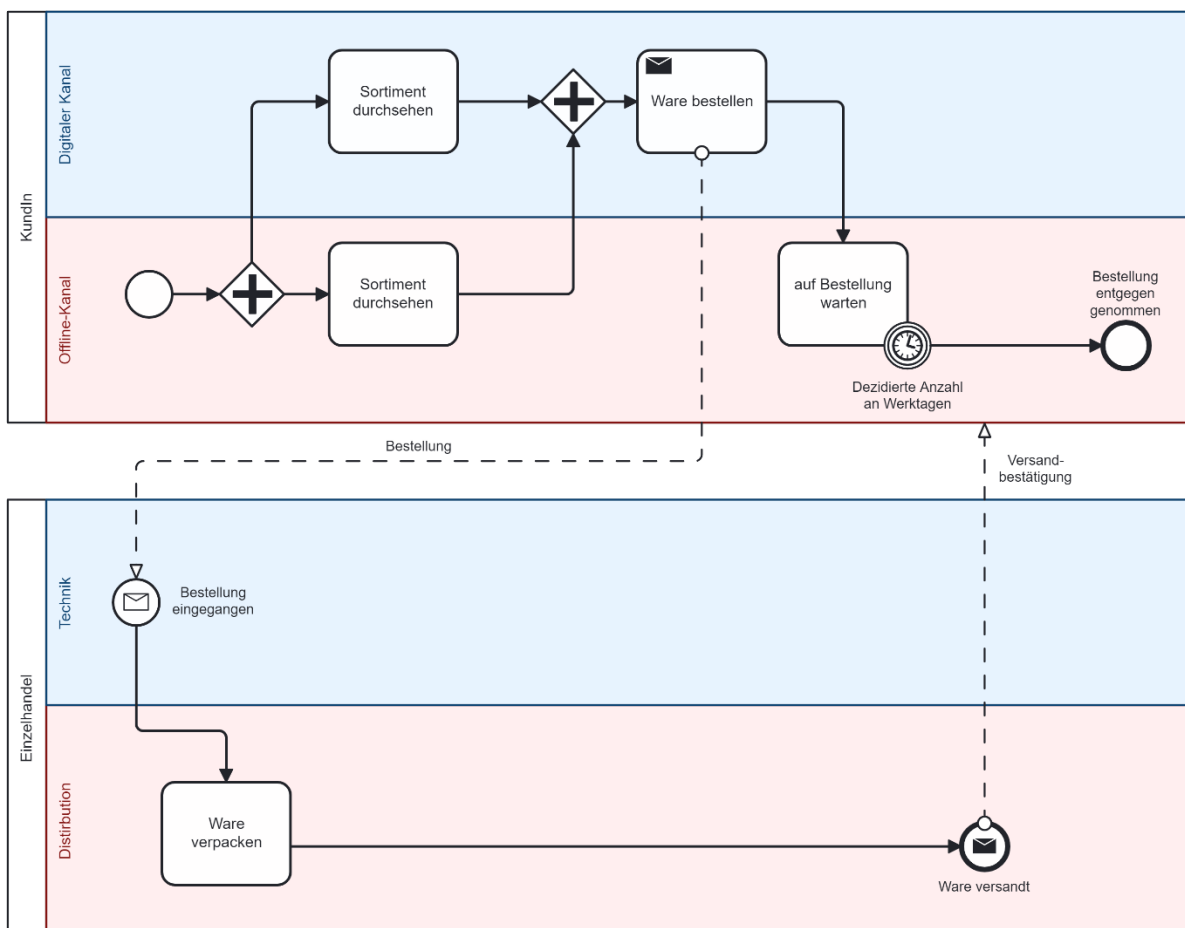 KundIn
Digitaler Kanal
Sortiment
durchsehen
Ware bestellen
Offline-Kanal
Sortiment
durchsehen
auf Bestellung
warten
Dezidierte Anzahl
an Werktagen
Bestellung
entgegen
genommen
Bestellung
Versand-
bestätigung
Einzelhandel
Technik
Bestellung
eingegangen
Distirbution
Ware
verpacken
Ware versandt